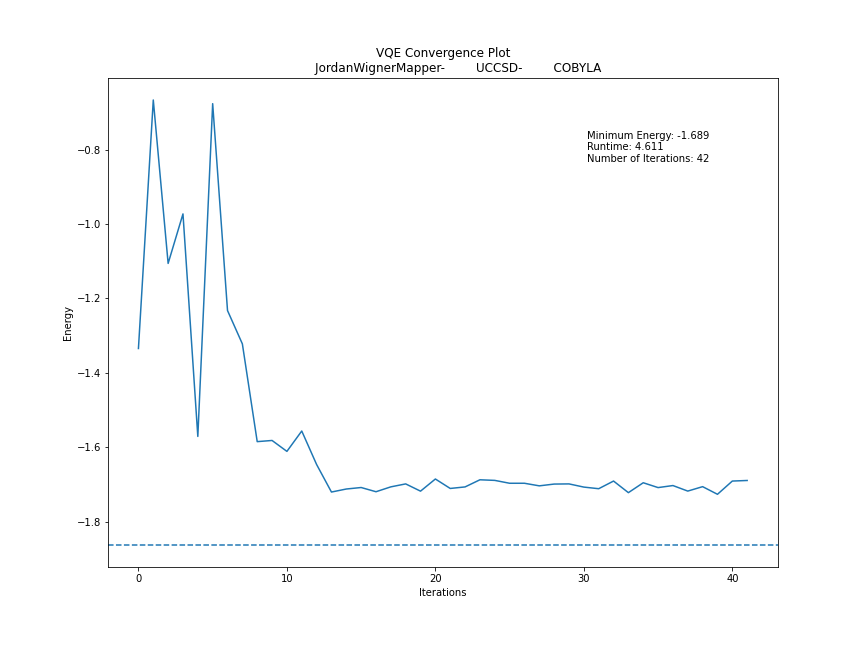 VQE Convergence Plot
JordanWignerMapper- UCCSD- COBYLA
Minimum Energy: -1.689
Runtime: 4.611
Number of Iterations: 42
−0.8
−1.0
−1.2
−1.4
−1.6
−1.8
Energy
0 10 20 30 40
Iterations